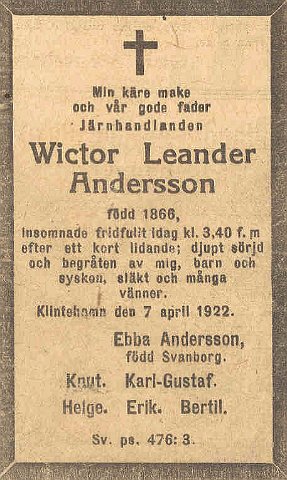 Min käre make
och vår gode fader
Järnhandlanden
Wictor Leander
Andersson
född 1866,
insomnade fridfullt idag kl. 3,40 f. m
efter ett kort lidande; djupt sörjd
och begråten av mig, barn och
sysken, släkt och många
vänner.
Klintehamn den 7 april 1922.
Ebba Andersson,
född Svanborg.
Knut. Karl-Gustaf.
Helge. Erik. Bertil.
Sv. ps. 476: 3.